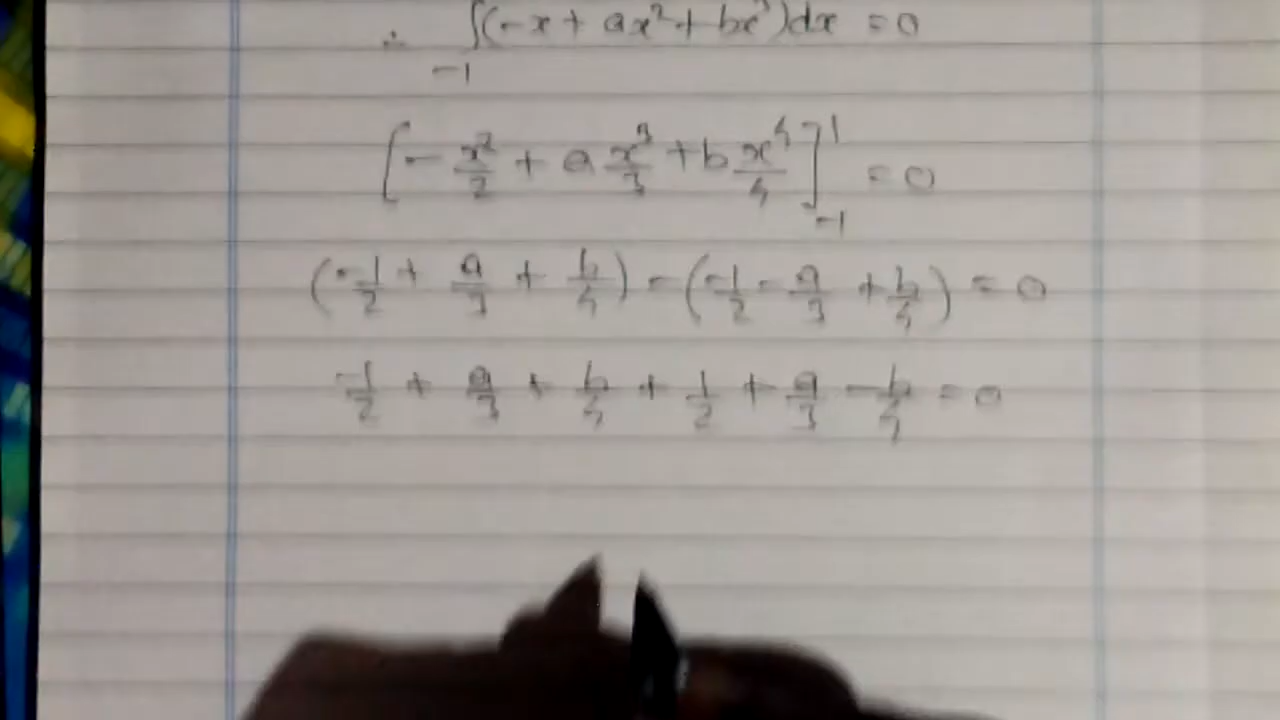 ∴ ∫₋₁(-x + ax² + bx³)dx = 0
[-x²/2 + a x³/3 + b x⁴/4]₋₁¹ = 0
(-1/2 + a/3 + b/4) - (-1/2 - a/3 + b/4) = 0
-1/2 + a/3 + b/4 + 1/2 + a/3 - b/4 = 0